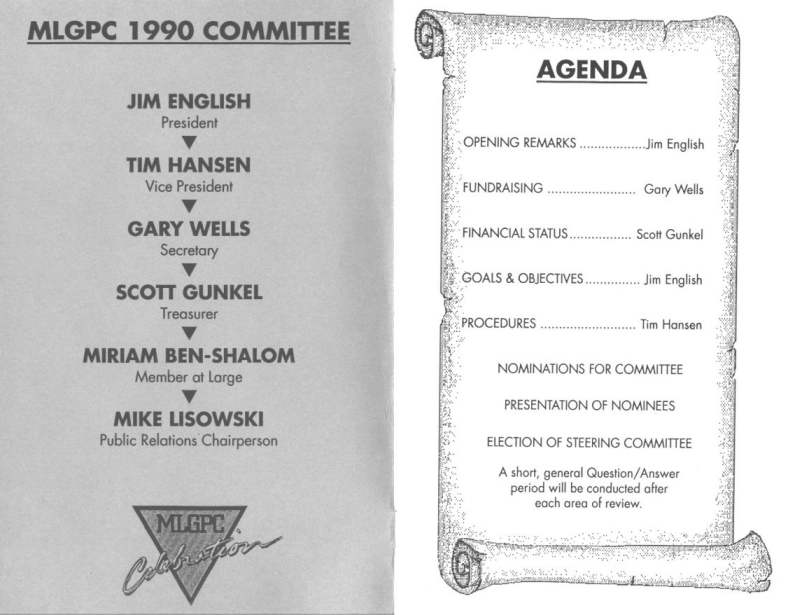 MLGPC 1990 COMMITTEE
JIM ENGLISH
President
TIM HANSEN
Vice President
GARY WELLS
Secretary
SCOTT GUNKEL
Treasurer
MIRIAM BEN-SHALOM
Member at Large
MIKE LISOWSKI
Public Relations Chairperson
MLGPC
Celebration
AGENDA
OPENING REMARKS ..................Jim English
FUNDRAISING ........................ Gary Wells
FINANCIAL STATUS................. Scott Gunkel
GOALS & OBJECTIVES............... Jim English
PROCEDURES .......................... Tim Hansen
NOMINATIONS FOR COMMITTEE
PRESENTATION OF NOMINEES
ELECTION OF STEERING COMMITTEE
A short, general Question/Answer
period will be conducted after
each area of review.